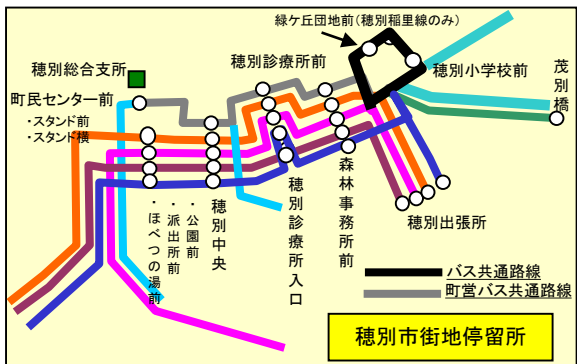 緑ケ丘団地前(穂別稲里線のみ)
穂別総合支所
穂別診療所前
穂別小学校前
茂別橋
町民センター前
・スタンド前
・スタンド横
・ほべつの湯前
・派出所前
・公園前
穂別中央
穂別診療所入口
森林事務所前
穂別出張所
バス共通路線
町営バス共通路線
穂別市街地停留所